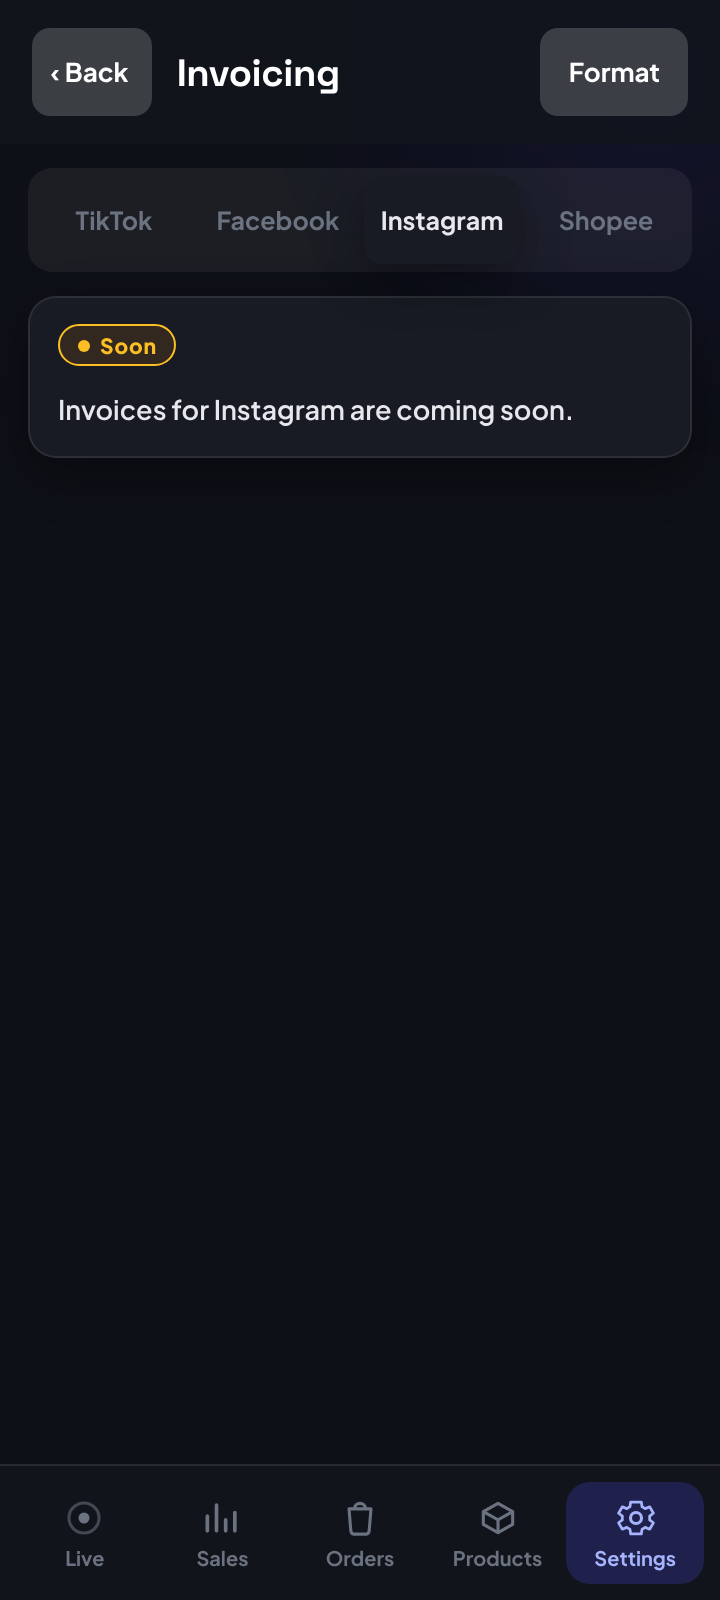 ‹ Back
Invoicing
Format
TikTok
Facebook
Instagram
Shopee
Soon
Invoices for Instagram are coming soon.
Live
Sales
Orders
Products
Settings